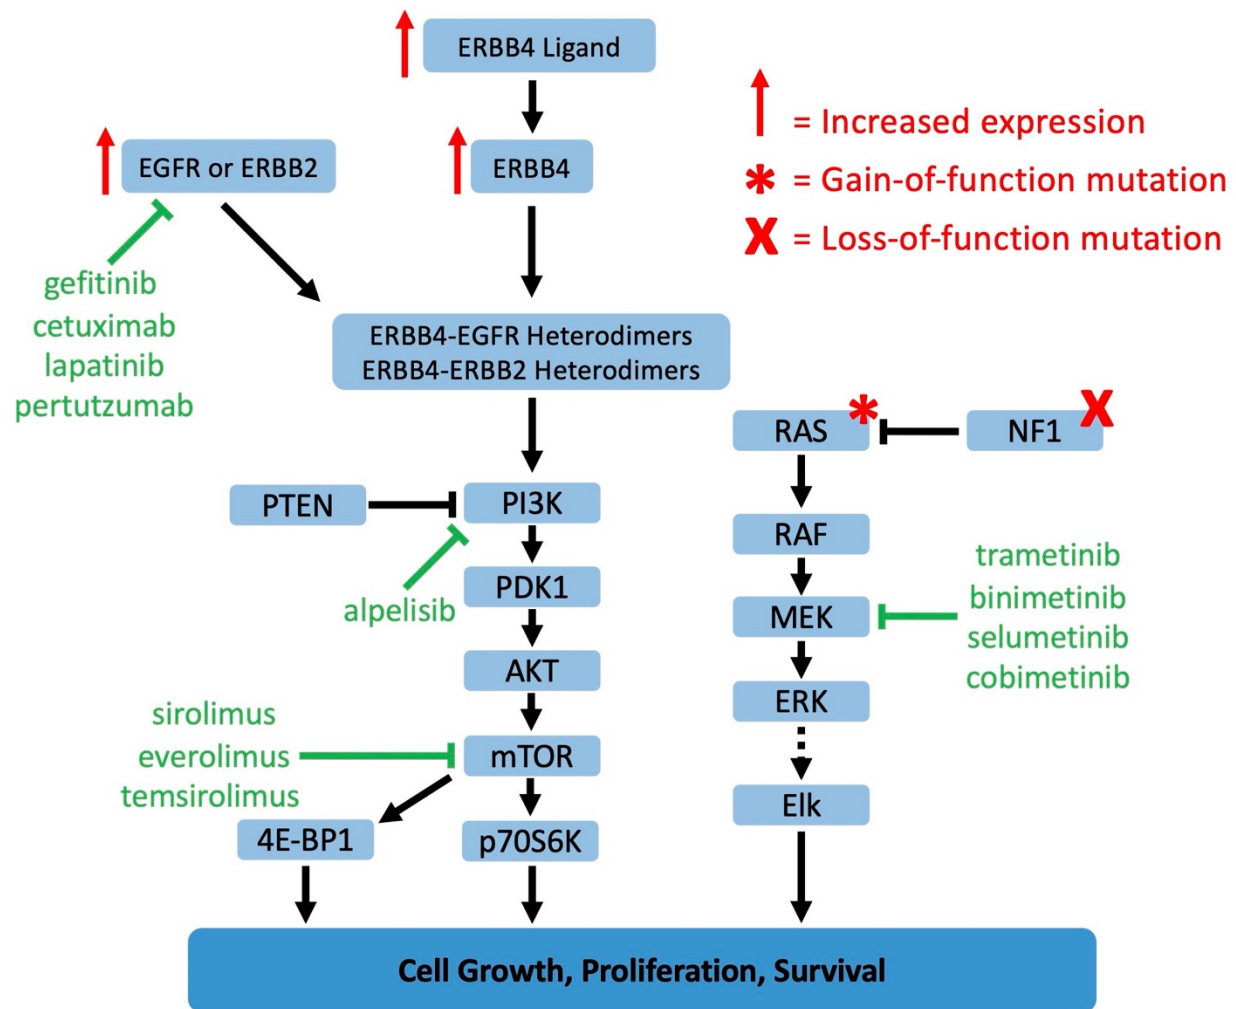 ERBB4 Ligand
EGFR or ERBB2
ERBB4
= Increased expression
* = Gain-of-function mutation
X = Loss-of-function mutation
gefitinib
cetuximab
lapatinib
pertutzumab
ERBB4-EGFR Heterodimers
ERBB4-ERBB2 Heterodimers
RAS *
NF1 X
PTEN
PI3K
RAF
alpelisib
PDK1
MEK
trametinib
binimetinib
selumetinib
cobimetinib
AKT
ERK
sirolimus
everolimus
temsirolimus
mTOR
Elk
4E-BP1
p70S6K
Cell Growth, Proliferation, Survival